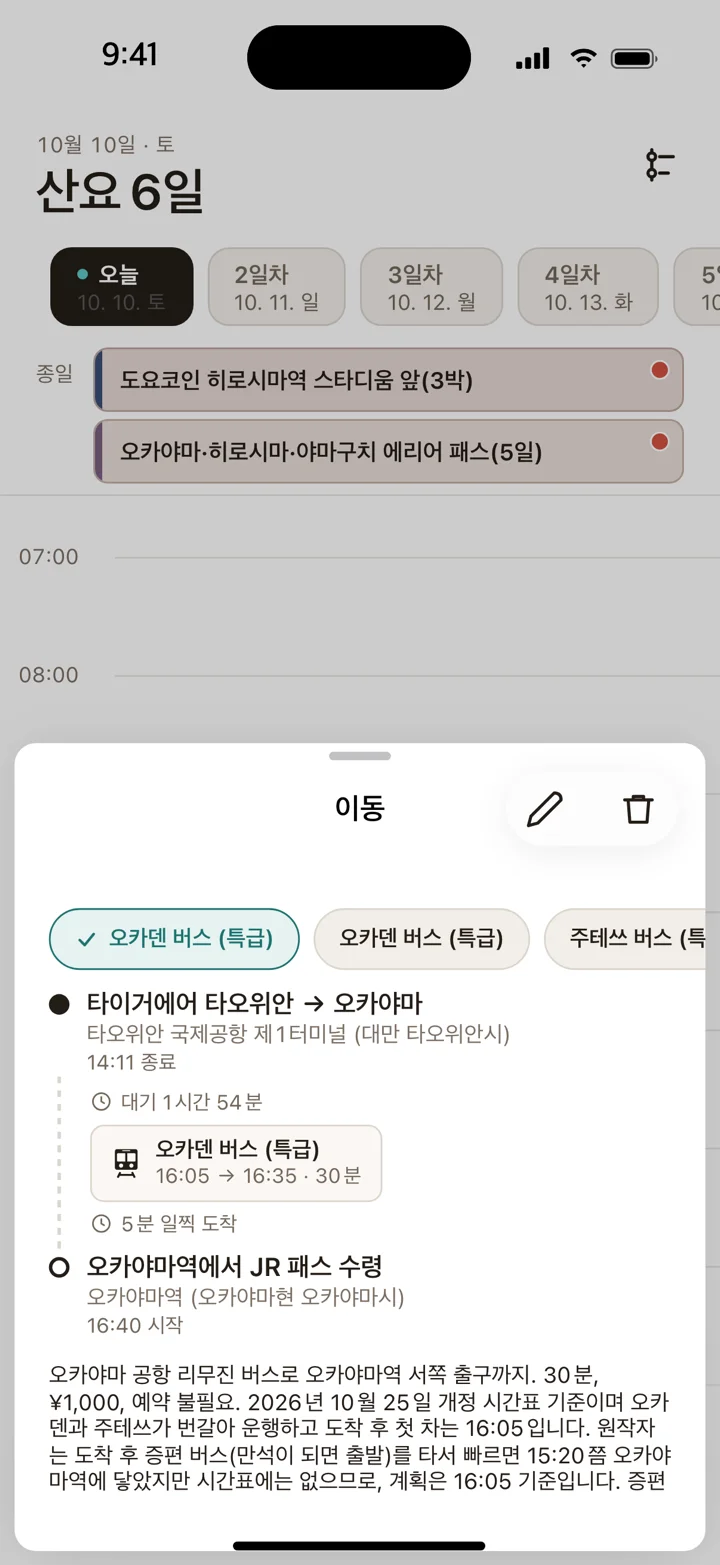 9:41
10월 10일 · 토
산요 6일
오늘
10. 10. 토
2일차
10. 11. 일
3일차
10. 12. 월
4일차
10. 13. 화
종일
도요코인 히로시마역 스타디움 앞(3박)
오카야마·히로시마·야마구치 에리어 패스(5일)
07:00
08:00
이동
오카덴 버스 (특급)
오카덴 버스 (특급)
주테쓰 버스 (특
타이거에어 타오위안 → 오카야마
타오위안 국제공항 제1터미널 (대만 타오위안시)
14:11 종료
대기 1시간 54분
오카덴 버스 (특급)
16:05 → 16:35 · 30분
5분 일찍 도착
오카야마역에서 JR 패스 수령
오카야마역 (오카야마현 오카야마시)
16:40 시작
오카야마 공항 리무진 버스로 오카야마역 서쪽 출구까지. 30분,
¥1,000, 예약 불필요. 2026년 10월 25일 개정 시간표 기준이며 오카
덴과 주테쓰가 번갈아 운행하고 도착 후 첫 차는 16:05입니다. 원작자
는 도착 후 증편 버스(만석이 되면 출발)를 타서 빠르면 15:20쯤 오카야
마역에 닿았지만 시간표에는 없으므로, 계획은 16:05 기준입니다. 증편